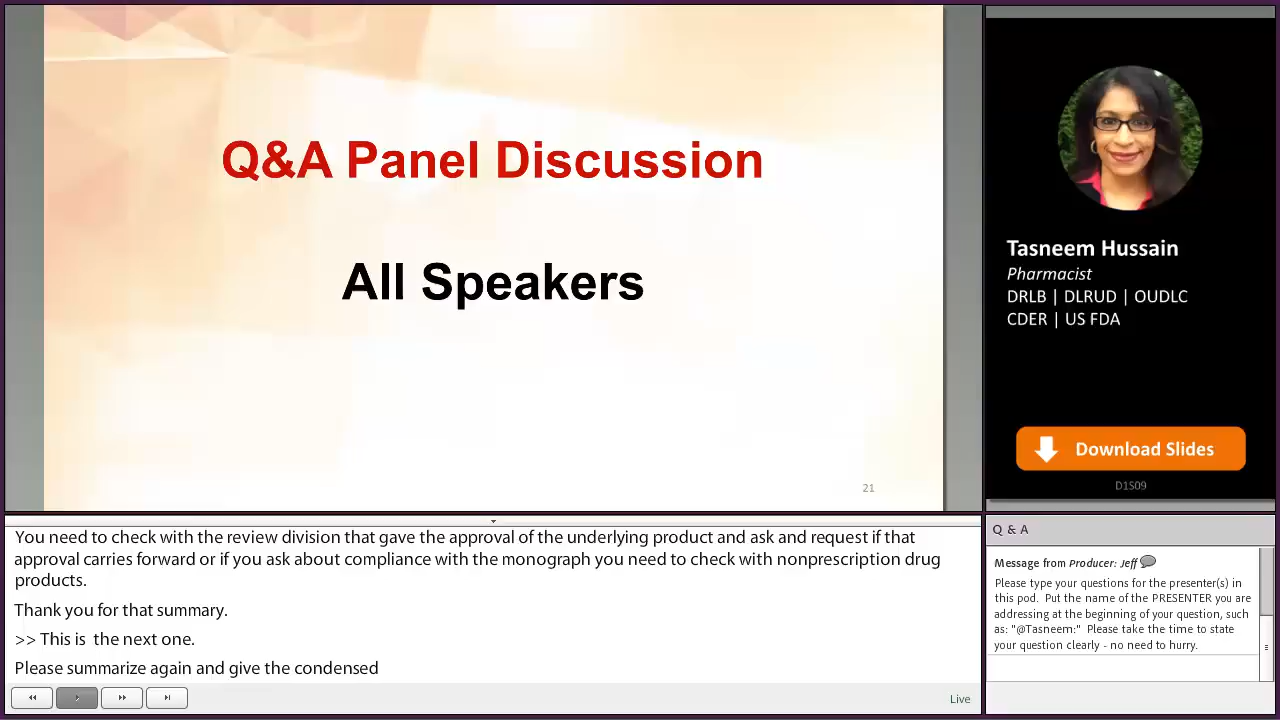 Q&A Panel Discussion
All Speakers
21
Tasneem Hussain
Pharmacist
DRLB | DLRUD | OUDLC
CDER | US FDA
Download Slides
D1S09
You need to check with the review division that gave the approval of the underlying product and ask and request if that
approval carries forward or if you ask about compliance with the monograph you need to check with nonprescription drug
products.
Thank you for that summary.
>> This is  the next one.
Please summarize again and give the condensed
Live
Q & A
Message from Producer: Jeff
Please type your questions for the presenter(s) in
this pod.  Put the name of the PRESENTER you are
addressing at the beginning of your question, such
as: "@Tasneem:"  Please take the time to state
your question clearly - no need to hurry.